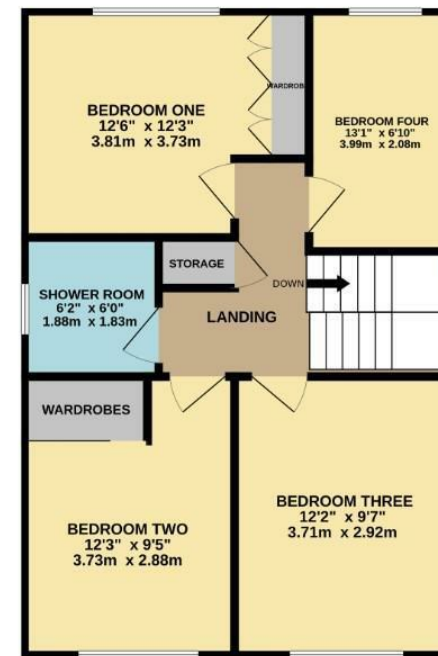 BEDROOM ONE
12'6" x 12'3"
3.81m x 3.73m
WARDROBE
BEDROOM FOUR
13'1" x 6'10"
3.99m x 2.08m
STORAGE
DOWN
SHOWER ROOM
6'2" x 6'0"
1.88m x 1.83m
LANDING
WARDROBES
BEDROOM TWO
12'3" x 9'5"
3.73m x 2.88m
BEDROOM THREE
12'2" x 9'7"
3.71m x 2.92m